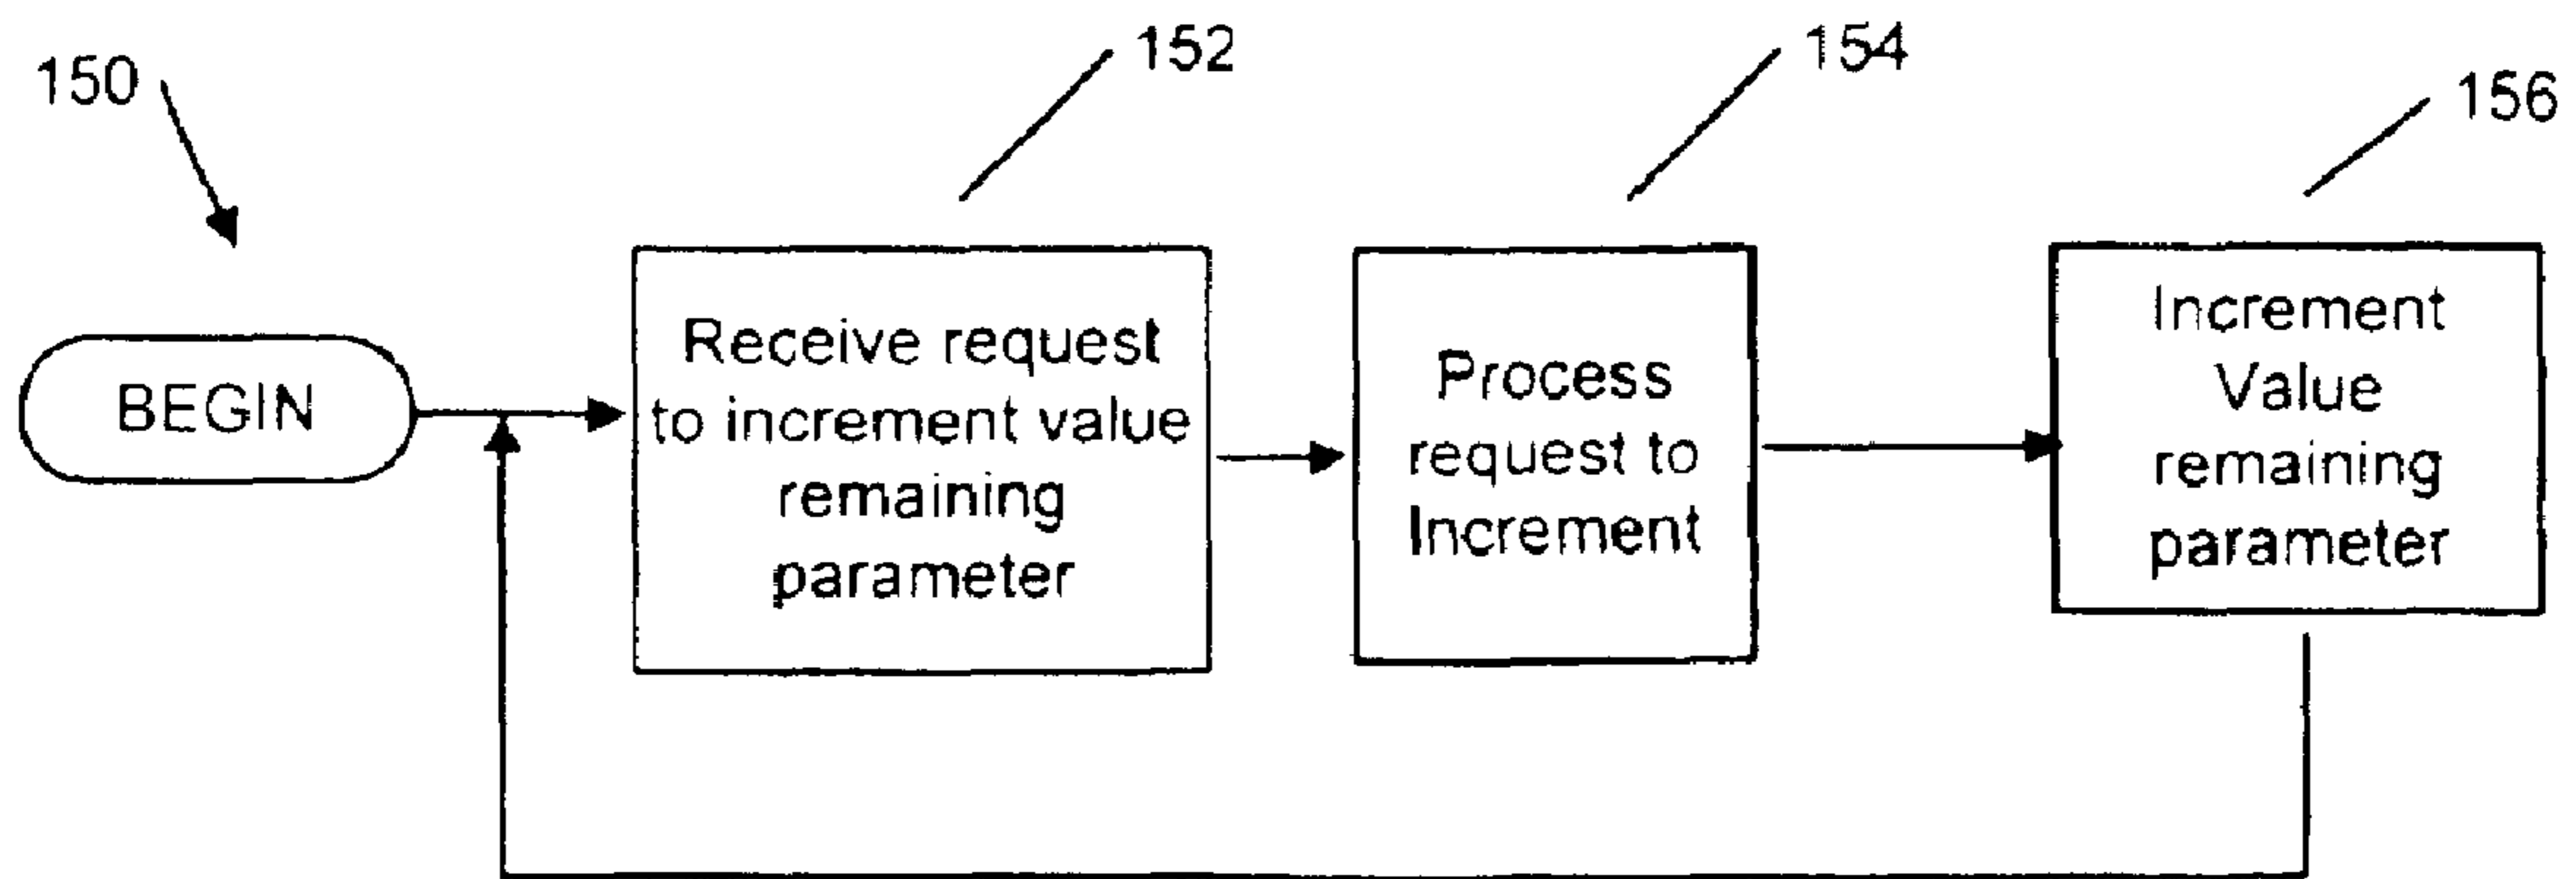 150
152
154
156
BEGIN
Receive request
to increment value
remaining
parameter
Process
request to
Increment
Increment
Value
remaining
parameter